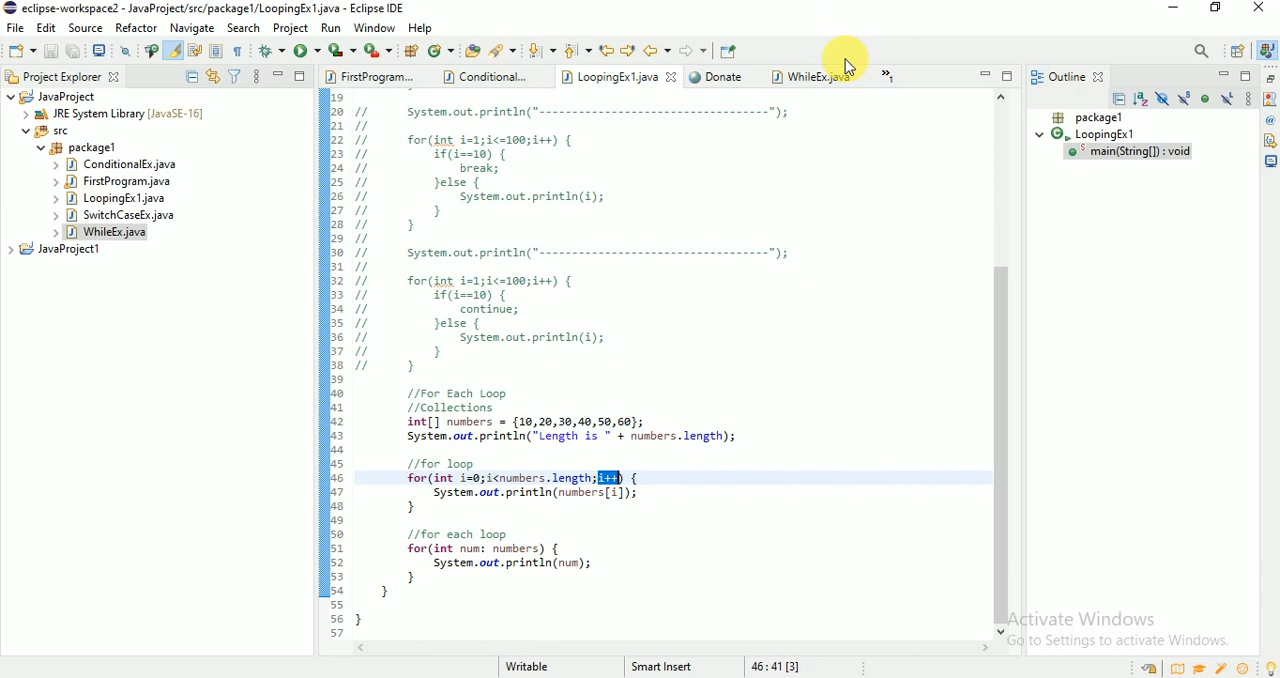 eclipse-workspace2 - JavaProject/src/package1/LoopingEx1.java - Eclipse IDE
File Edit Source Refactor Navigate Search Project Run Window Help
Project Explorer
FirstProgram... Conditional... LoopingEx1.java Donate WhileEx.java »1
Outline
JavaProject
JRE System Library [JavaSE-16]
src
package1
ConditionalEx.java
FirstProgram.java
LoopingEx1.java
SwitchCaseEx.java
WhileEx.java
JavaProject1
19
20 // System.out.println("-----------------------------------");
21 //
22 // for(int i=1;i<=100;i++) {
23 // if(i==10) {
24 // break;
25 // }else {
26 // System.out.println(i);
27 // }
28 // }
29 //
30 // System.out.println("-----------------------------------");
31 //
32 // for(int i=1;i<=100;i++) {
33 // if(i==10) {
34 // continue;
35 // }else {
36 // System.out.println(i);
37 // }
38 // }
39
40 //For Each Loop
41 //Collections
42 int[] numbers = {10,20,30,40,50,60};
43 System.out.println("Length is " + numbers.length);
44
45 //for loop
46 for(int i=0;i<numbers.length;i++) {
47 System.out.println(numbers[i]);
48 }
49
50 //for each loop
51 for(int num: numbers) {
52 System.out.println(num);
53 }
54 }
55
56 }
57
package1
LoopingEx1
main(String[]) : void
Activate Windows
Go to Settings to activate Windows.
Writable Smart Insert 46 : 41 [3]